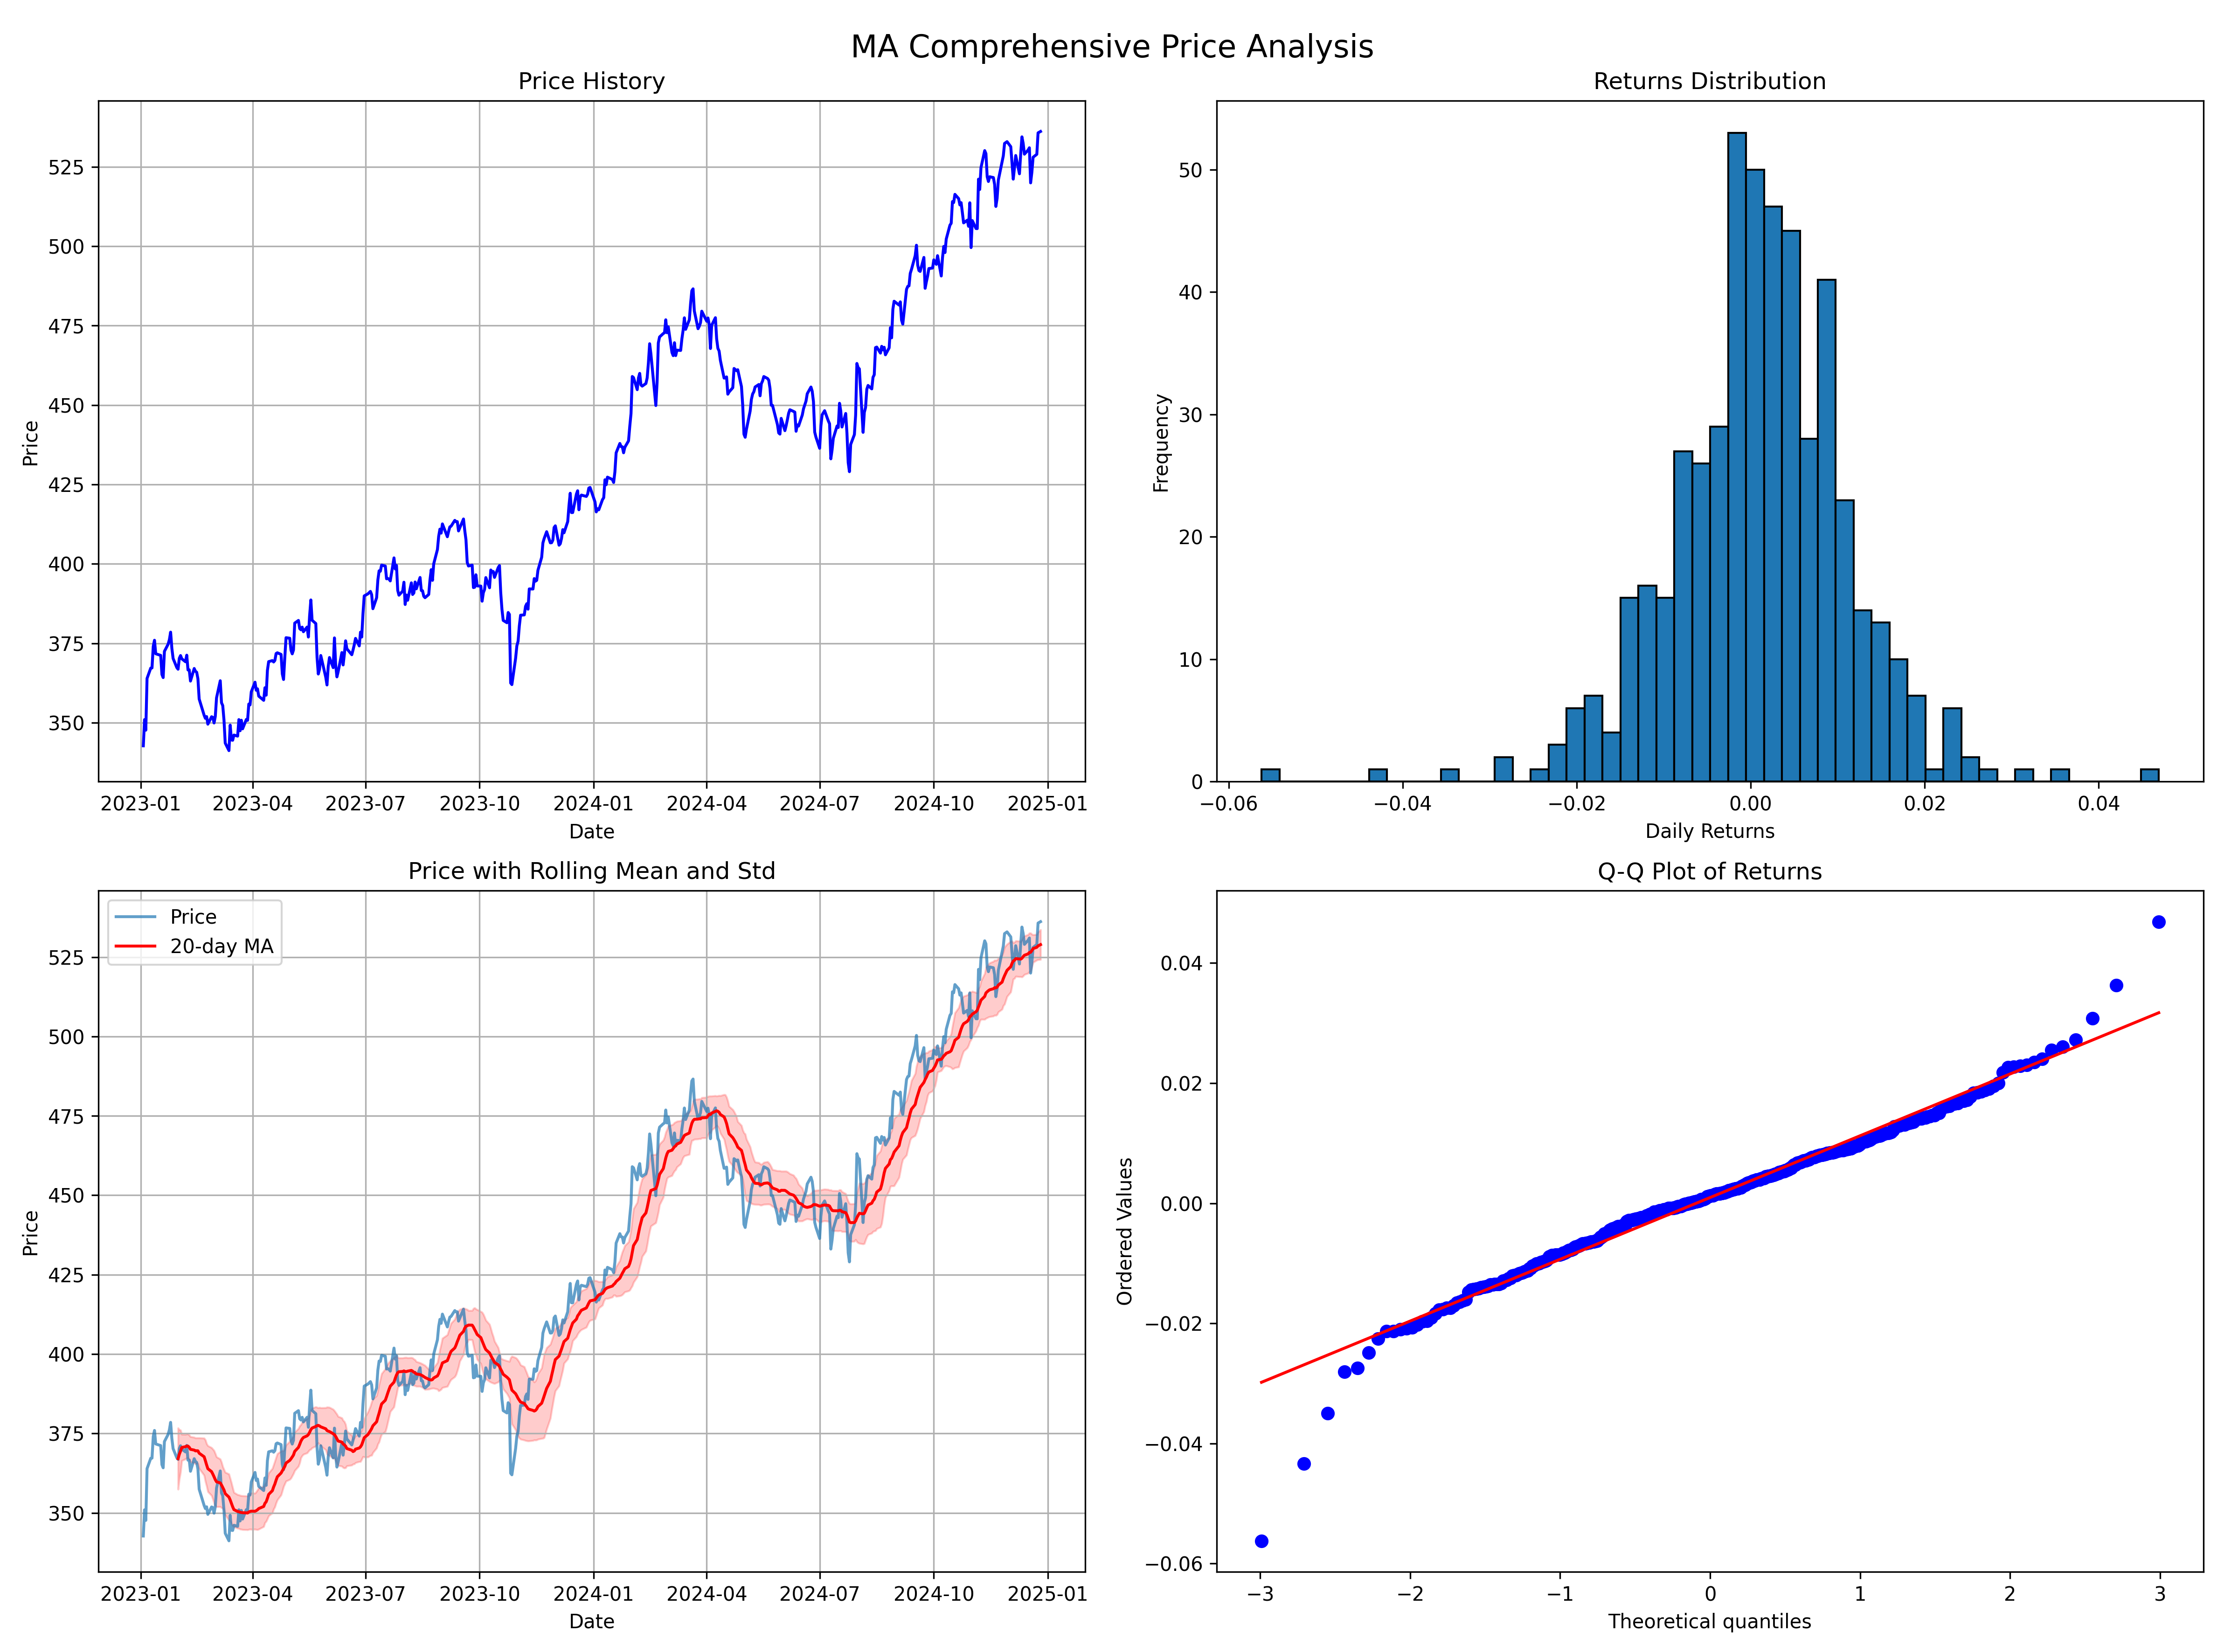 MA Comprehensive Price Analysis
Price History
525
500
475
450
425
400
375
350
Price
2023-01 2023-04 2023-07 2023-10 2024-01 2024-04 2024-07 2024-10 2025-01
Date
Returns Distribution
50
40
30
20
10
0
Frequency
−0.06 −0.04 −0.02 0.00 0.02 0.04
Daily Returns
Price with Rolling Mean and Std
Price
20-day MA
525
500
475
450
425
400
375
350
Price
2023-01 2023-04 2023-07 2023-10 2024-01 2024-04 2024-07 2024-10 2025-01
Date
Q-Q Plot of Returns
0.04
0.02
0.00
−0.02
−0.04
−0.06
Ordered Values
−3 −2 −1 0 1 2 3
Theoretical quantiles